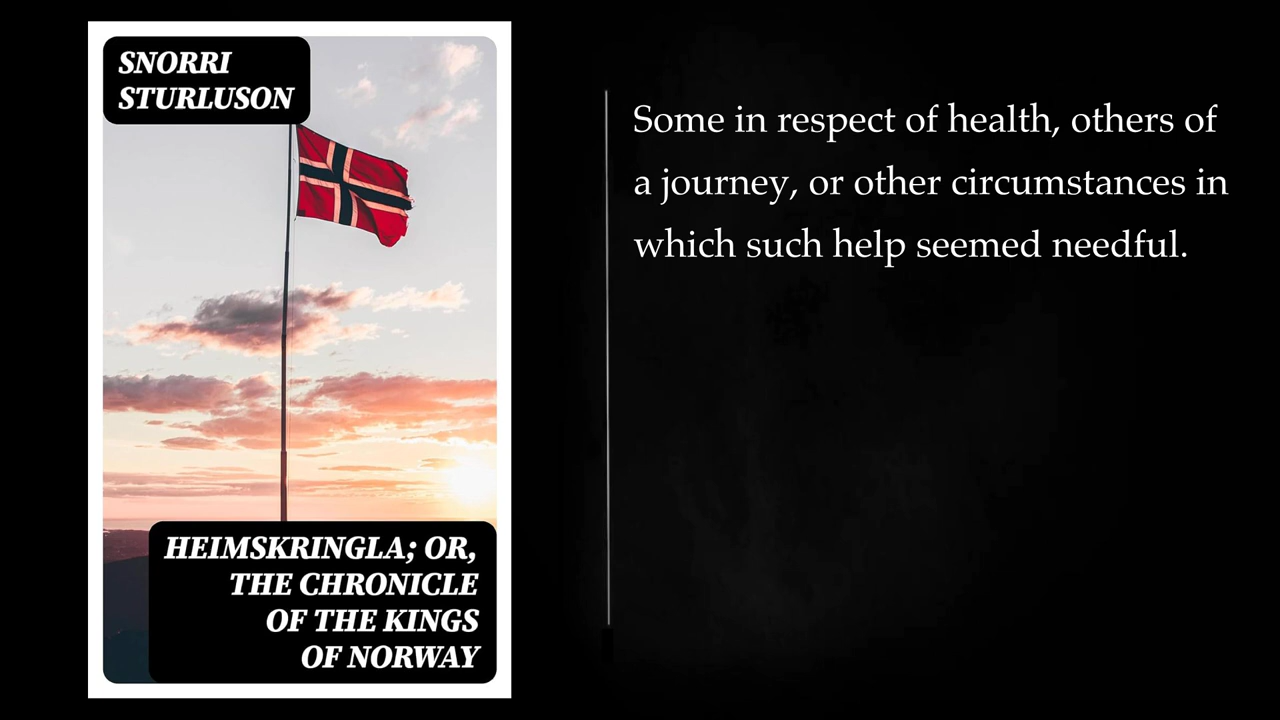 SNORRI
STURLUSON
HEIMSKRINGLA; OR,
THE CHRONICLE
OF THE KINGS
OF NORWAY
Some in respect of health, others of
a journey, or other circumstances in
which such help seemed needful.